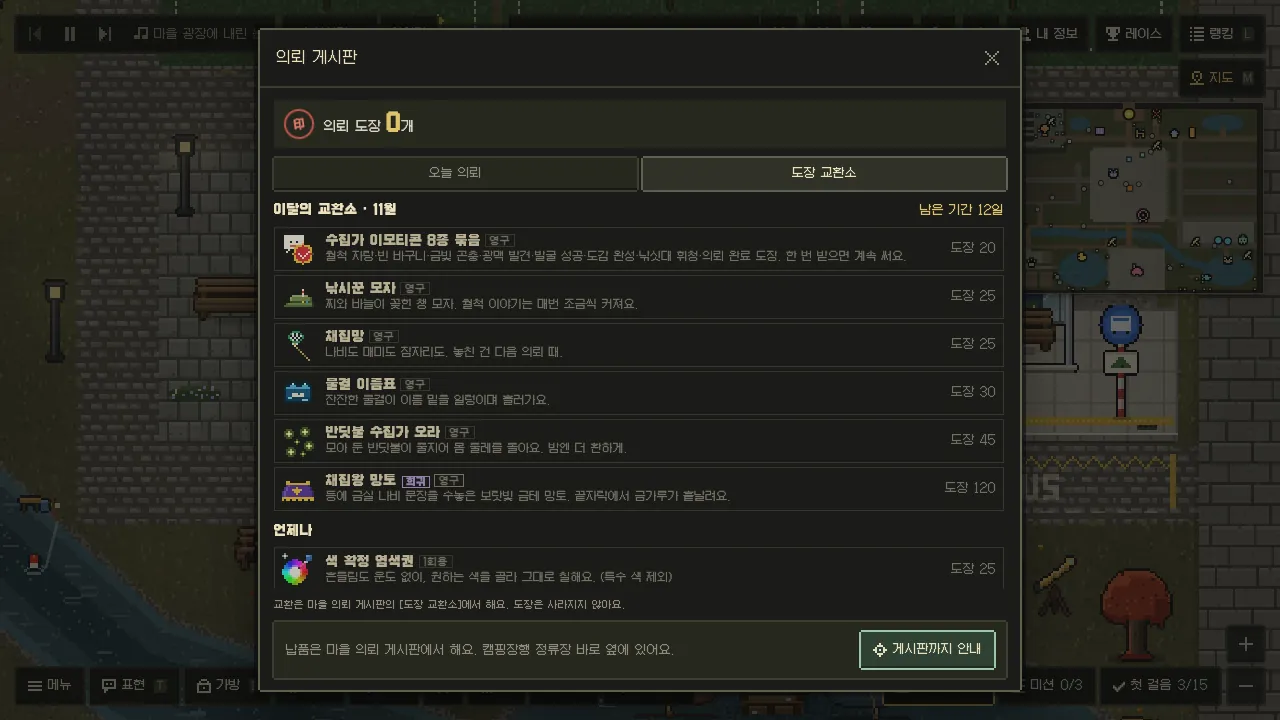 마을 광장에 내린
내 정보
레이스
랭킹 L
지도 M
의뢰 게시판
의뢰 도장 0개
오늘 의뢰
도장 교환소
이달의 교환소 · 11월
남은 기간 12일
수집가 이모티콘 8종 묶음 영구
월척 자랑·빈 바구니·금빛 곤충·광맥 발견·발굴 성공·도감 완성·낚싯대 휘청·의뢰 완료 도장. 한 번 받으면 계속 써요.
도장 20
낚시꾼 모자 영구
찌와 바늘이 꽂힌 챙 모자. 월척 이야기는 매번 조금씩 커져요.
도장 25
채집망 영구
나비도 매미도 잠자리도. 놓친 건 다음 의뢰 때.
도장 25
물결 이름표 영구
잔잔한 물결이 이름 밑을 일렁이며 흘러가요.
도장 30
반딧불 수집가 오라 영구
모아 둔 반딧불이 줄지어 몸 둘레를 돌아요. 밤엔 더 환하게.
도장 45
채집왕 망토 희귀 영구
등에 금실 나비 문장을 수놓은 보랏빛 금테 망토. 끝자락에서 금가루가 흩날려요.
도장 120
언제나
색 확정 염색권 1회용
흔들림도 운도 없이, 원하는 색을 골라 그대로 칠해요. (특수 색 제외)
도장 25
교환은 마을 의뢰 게시판의 [도장 교환소]에서 해요. 도장은 사라지지 않아요.
납품은 마을 의뢰 게시판에서 해요. 캠핑장행 정류장 바로 옆에 있어요.
게시판까지 안내
US
메뉴
표현 T
가방
미션 0/3
첫 걸음 3/15